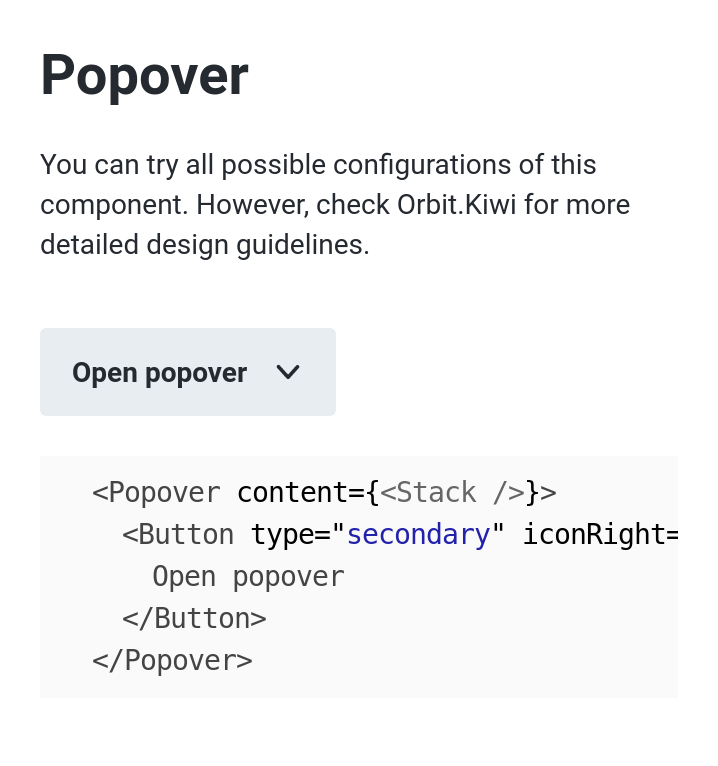 Popover
You can try all possible configurations of this
component. However, check Orbit.Kiwi for more
detailed design guidelines.
Open popover
<Popover content={<Stack />}>
<Button type="secondary" iconRight=
Open popover
</Button>
</Popover>